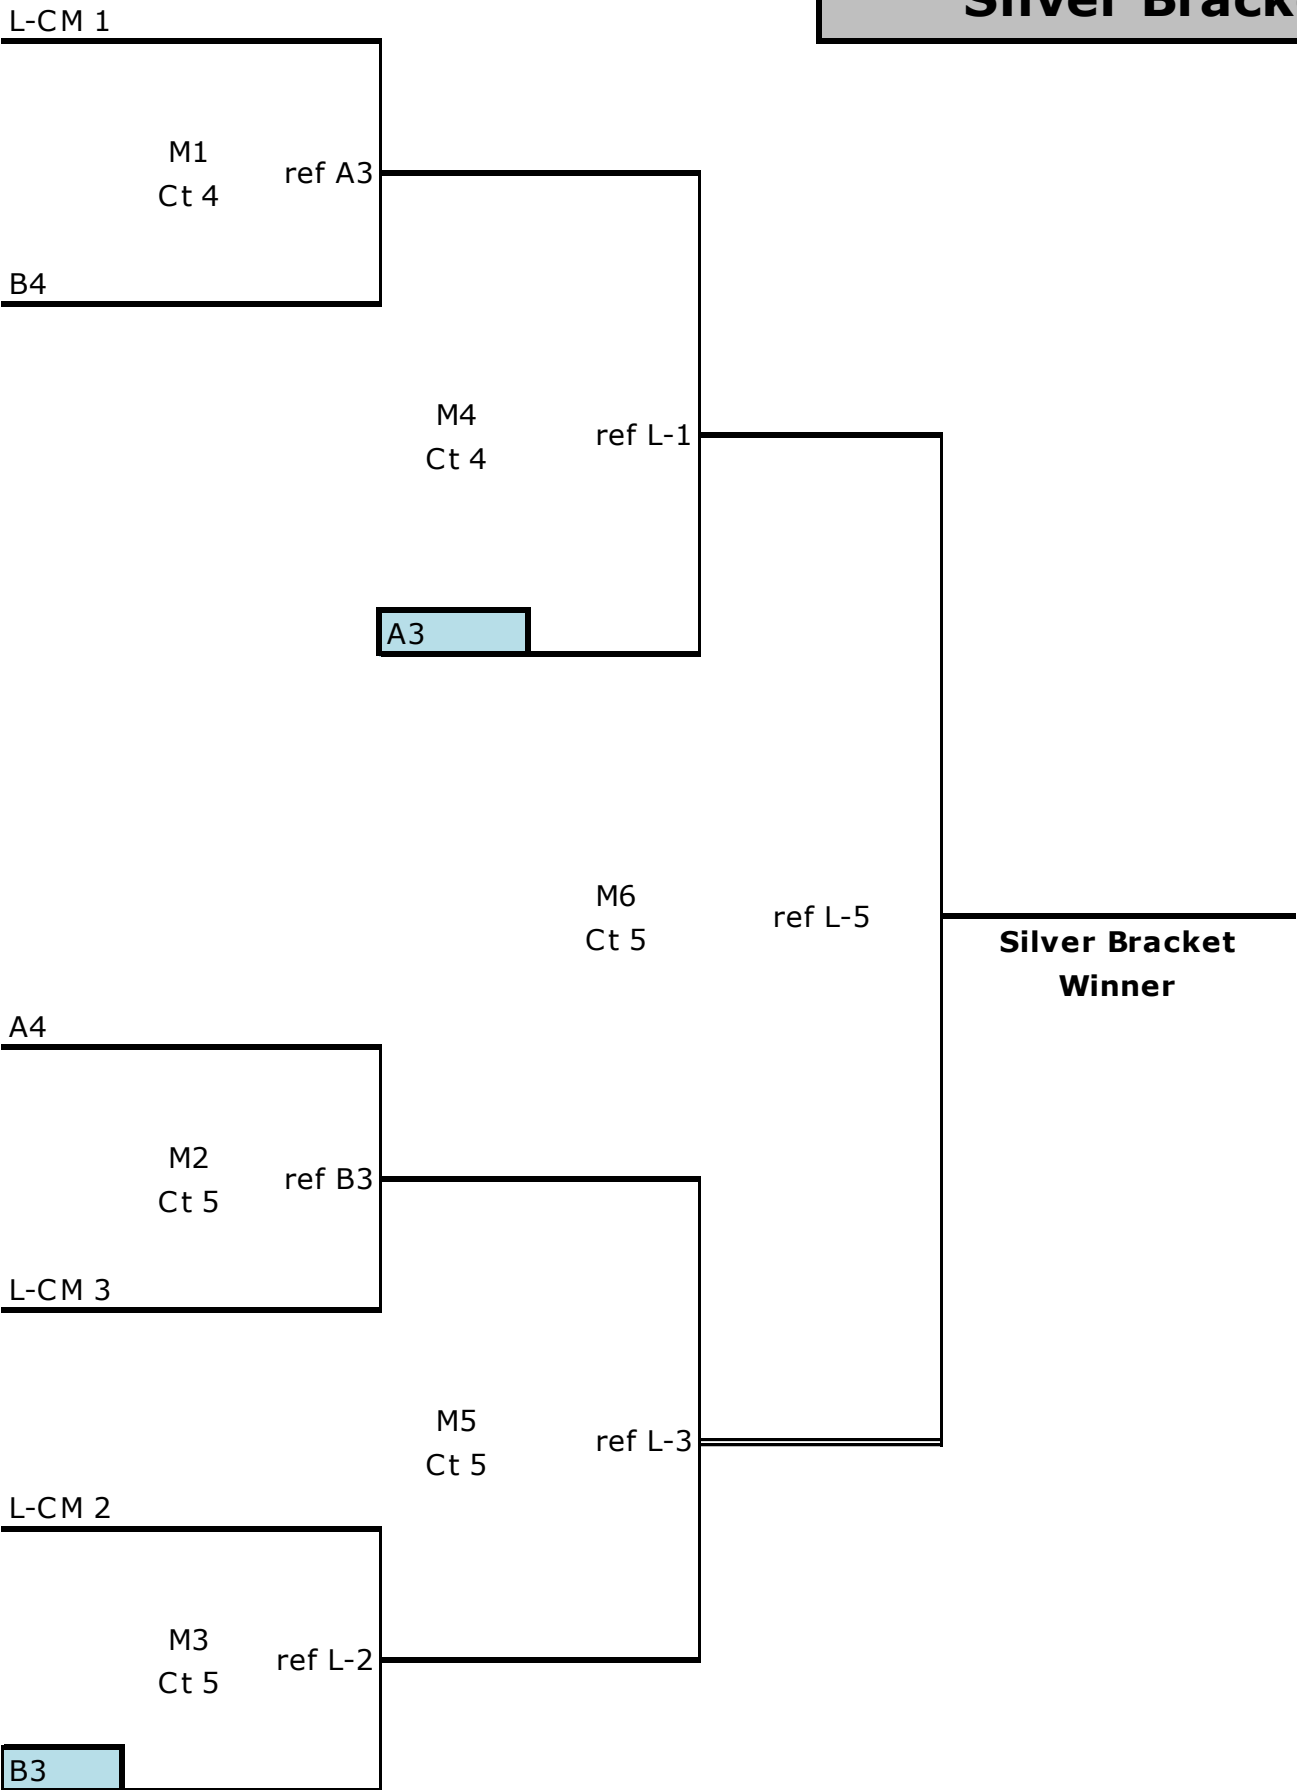 L-CM 1
Silver Brack
M1
Ct 4
ref A3
B4
M4
Ct 4
ref L-1
A3
M6
Ct 5
ref L-5
Silver Bracket
Winner
A4
M2
Ct 5
ref B3
L-CM 3
M5
Ct 5
ref L-3
L-CM 2
M3
Ct 5
ref L-2
B3